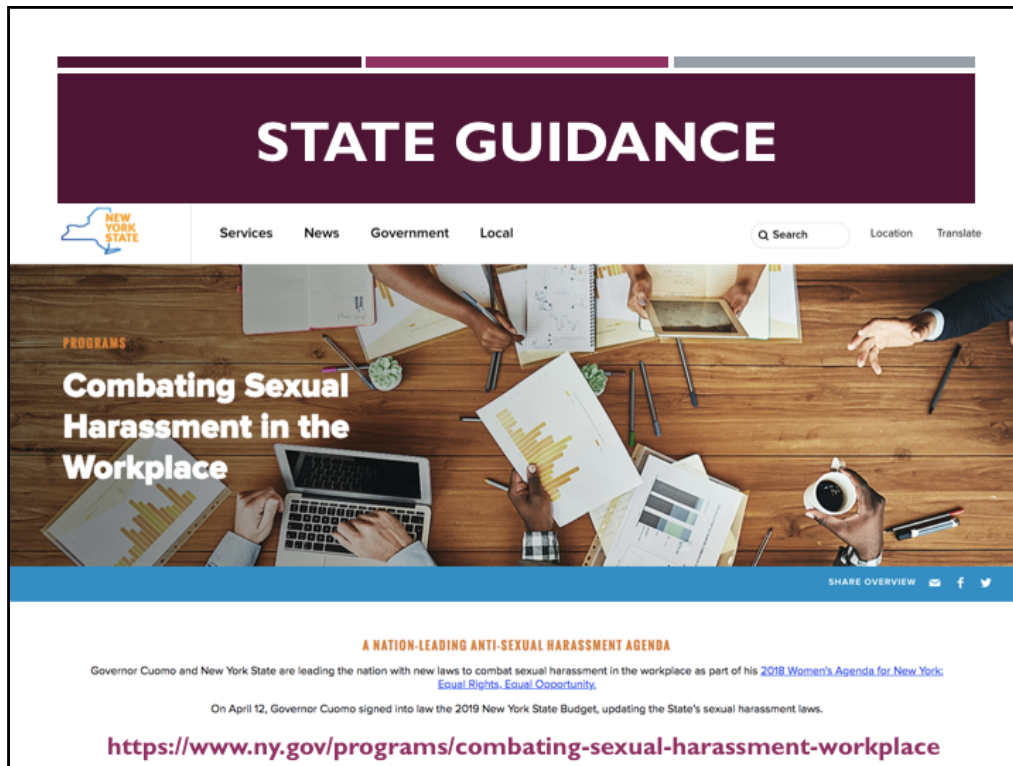 STATE GUIDANCE
NEW
YORK
STATE
Services News Government Local
Search Location Translate
PROGRAMS
Combating Sexual
Harassment in the
Workplace
SHARE OVERVIEW
A NATION-LEADING ANTI-SEXUAL HARASSMENT AGENDA
Governor Cuomo and New York State are leading the nation with new laws to combat sexual harassment in the workplace as part of his 2018 Women's Agenda for New York:
Equal Rights, Equal Opportunity.
On April 12, Governor Cuomo signed into law the 2019 New York State Budget, updating the State's sexual harassment laws.
https://www.ny.gov/programs/combating-sexual-harassment-workplace